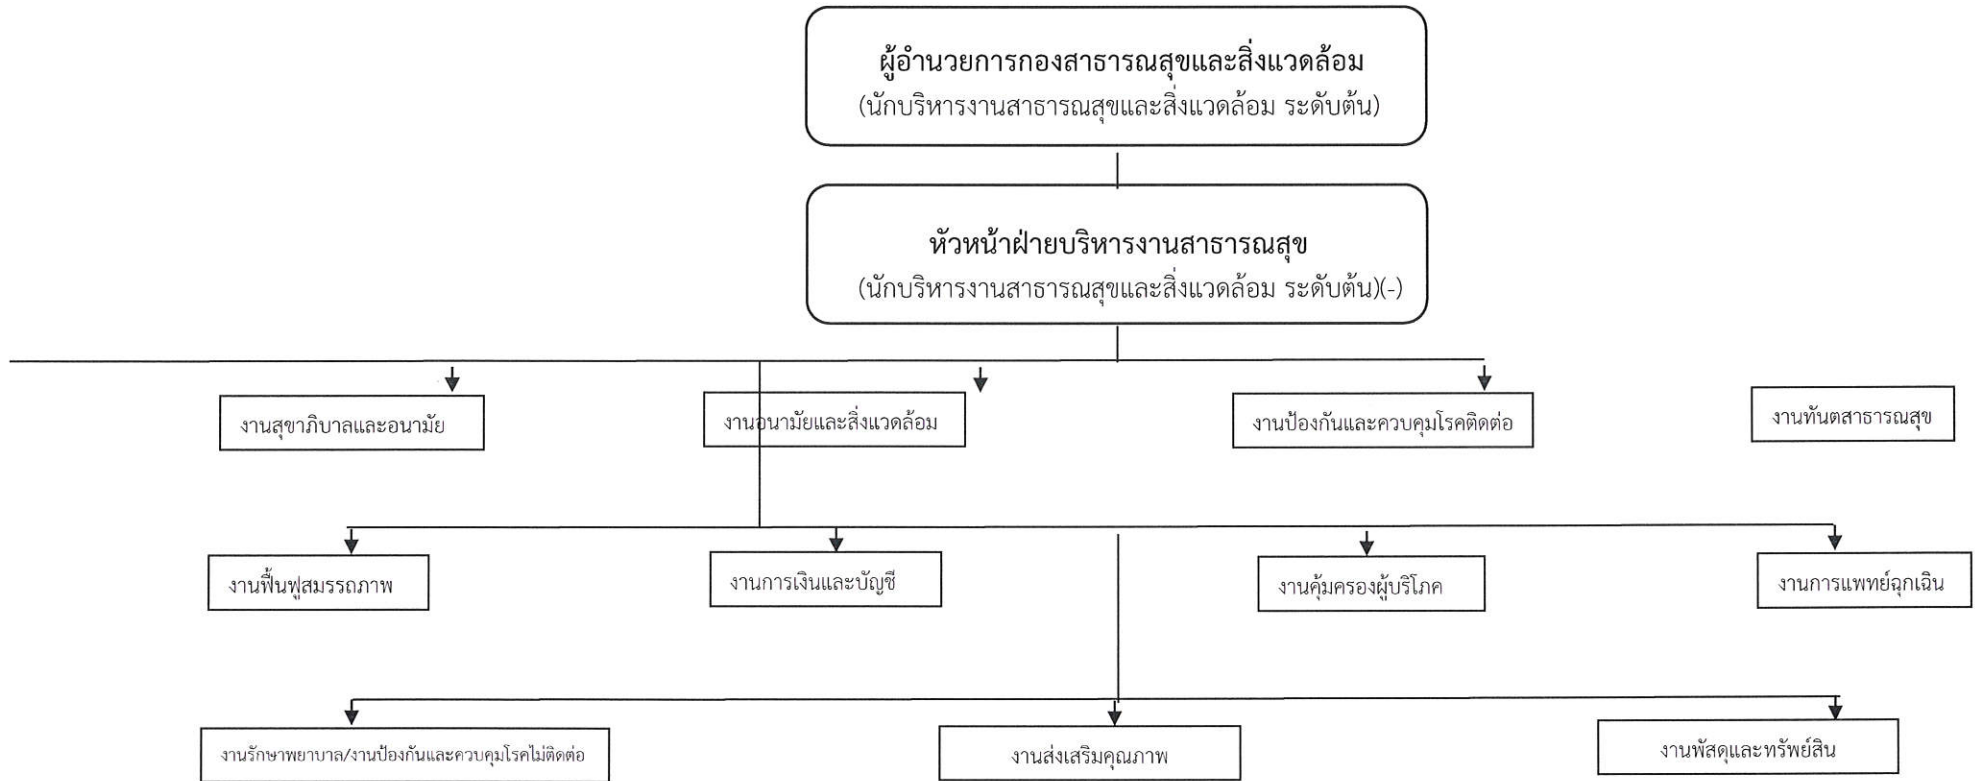 ผู้อำนวยการกองสาธารณสุขและสิ่งแวดล้อม
(นักบริหารงานสาธารณสุขและสิ่งแวดล้อม ระดับต้น)
หัวหน้าฝ่ายบริหารงานสาธารณสุข
(นักบริหารงานสาธารณสุขและสิ่งแวดล้อม ระดับต้น)(-)
งานสุขาภิบาลและอนามัย
งานอนามัยและสิ่งแวดล้อม
งานป้องกันและควบคุมโรคติดต่อ
งานทันตสาธารณสุข
งานฟื้นฟูสมรรถภาพ
งานการเงินและบัญชี
งานคุ้มครองผู้บริโภค
งานการแพทย์ฉุกเฉิน
งานรักษาพยาบาล/งานป้องกันและควบคุมโรคไม่ติดต่อ
งานส่งเสริมคุณภาพ
งานพัสดุและทรัพย์สิน